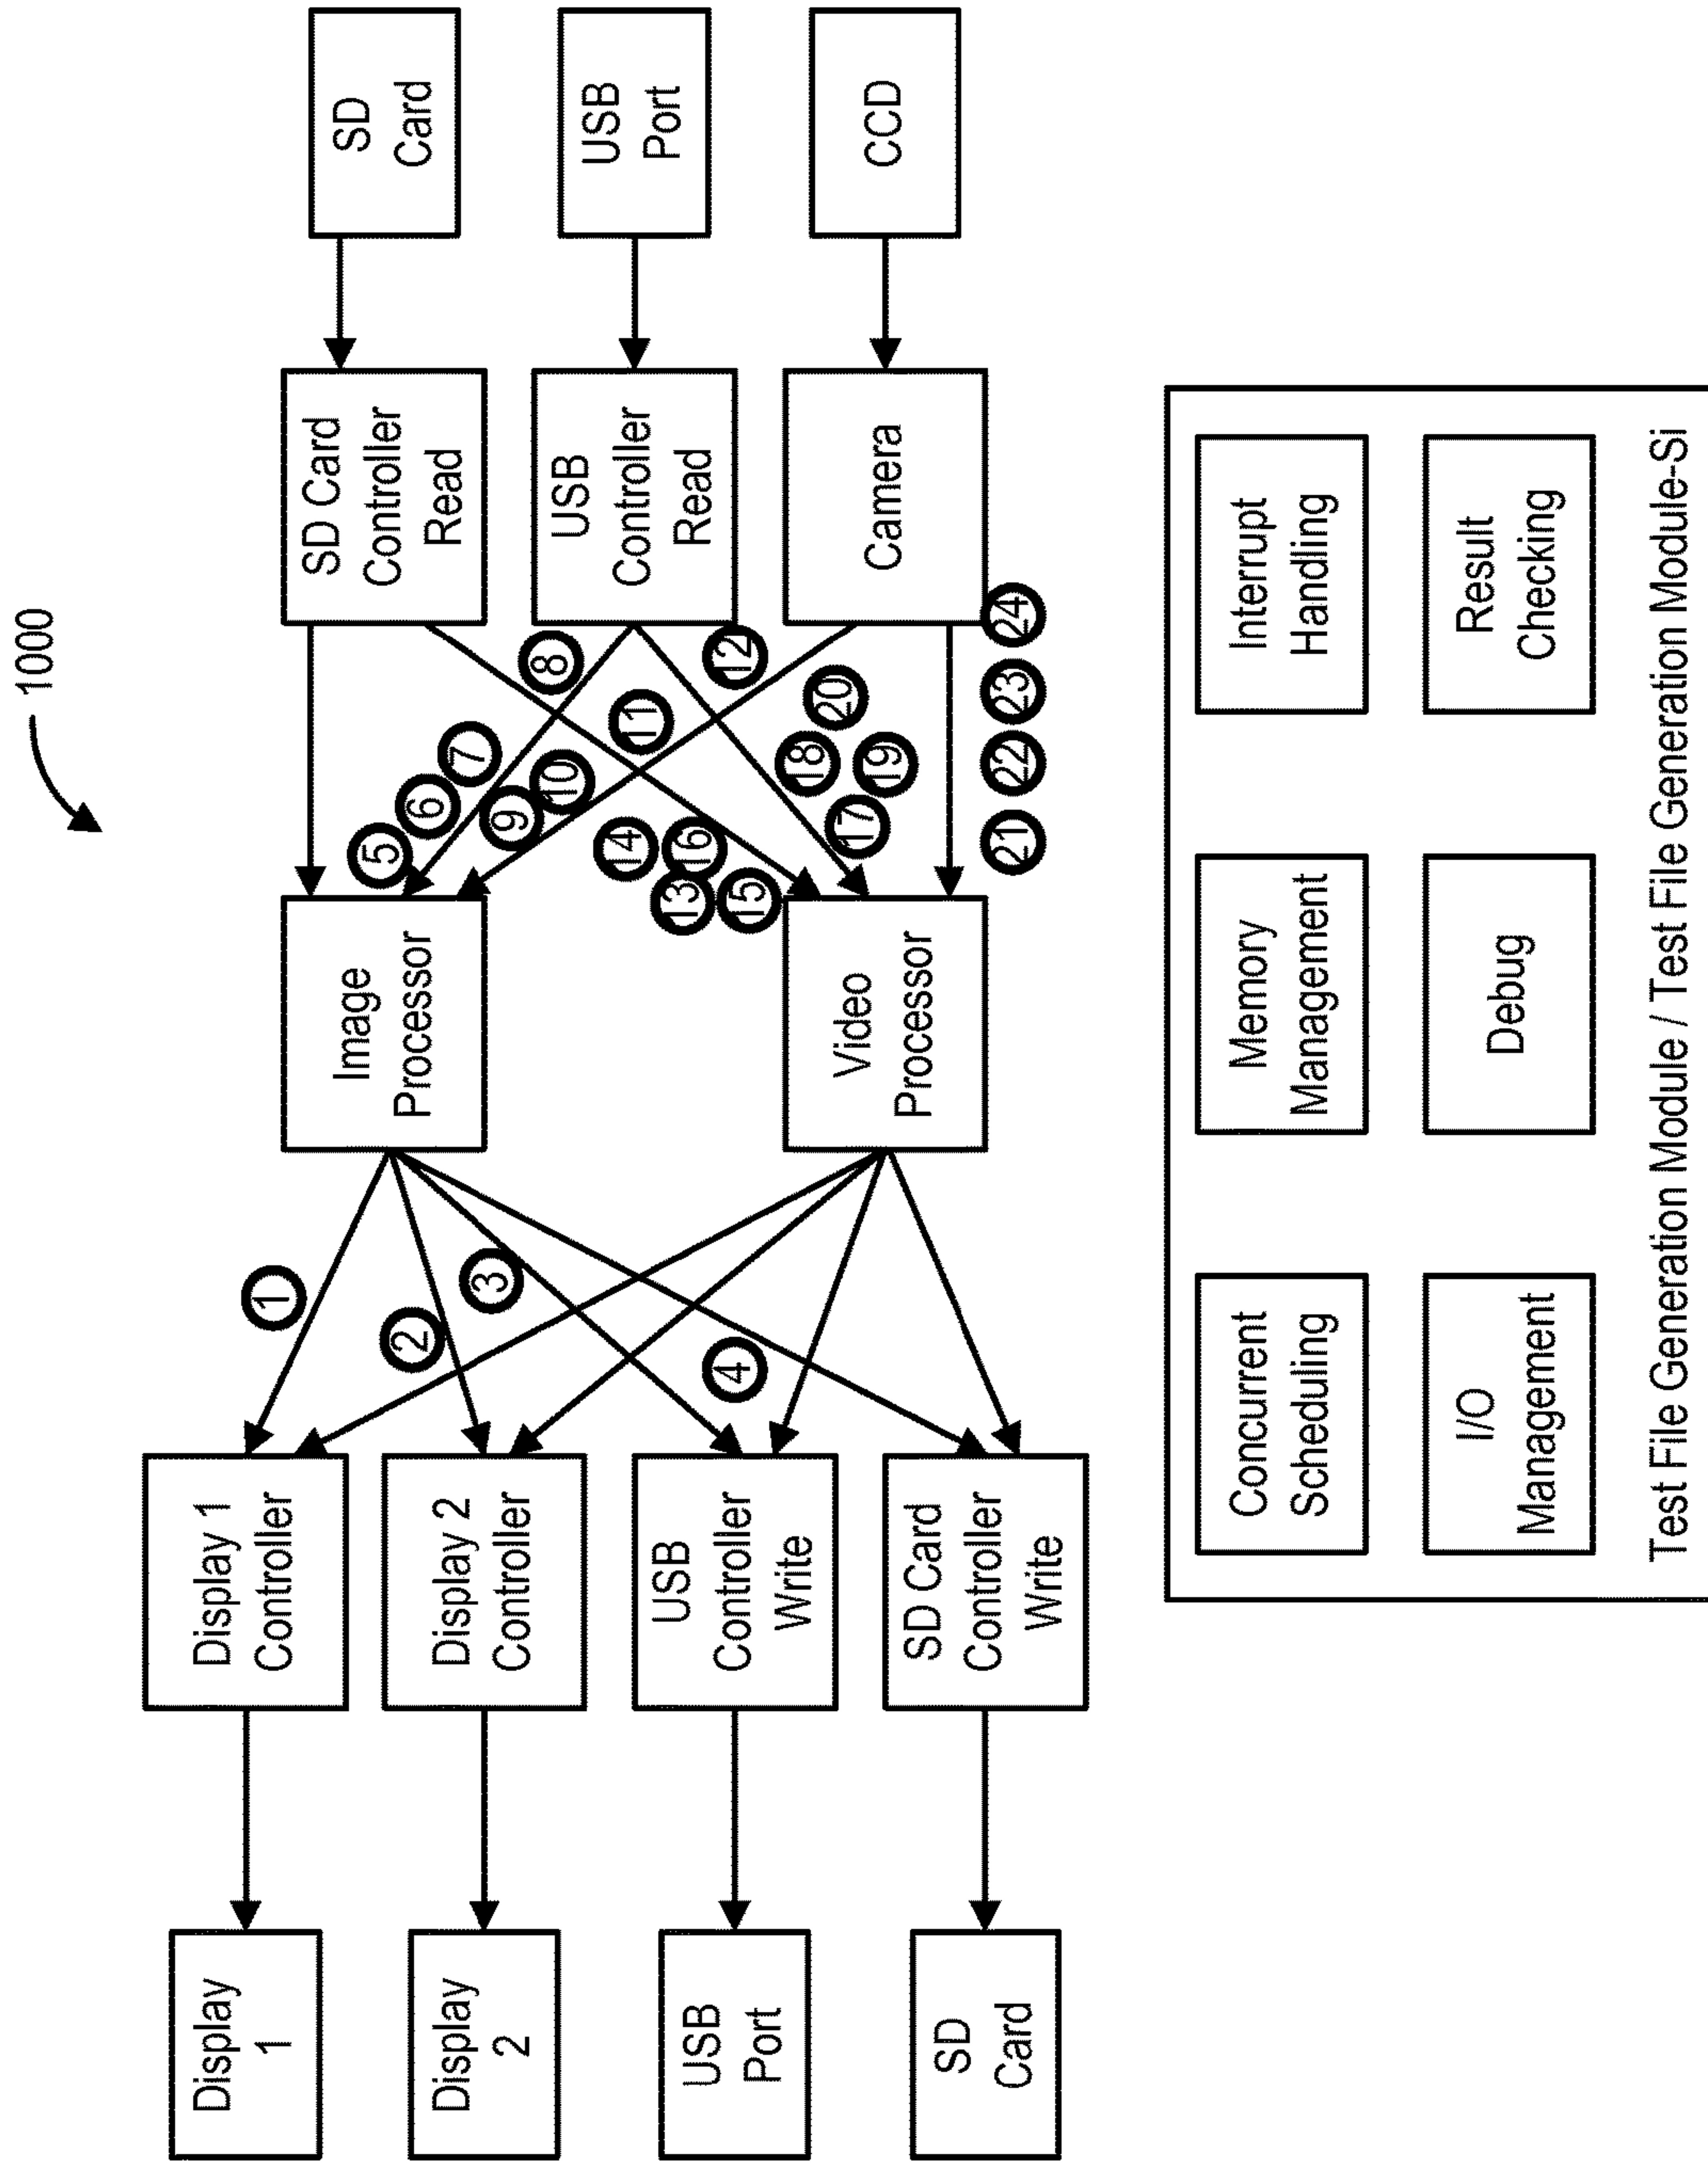 1000
SD
Card
USB
Port
CCD
SD Card
Controller
Read
USB
Controller
Read
Camera
5
6
7
8
9
10
11
12
13
14
15
16
17
18
19
20
21
22
23
24
Image
Processor
Video
Processor
1
2
3
4
Display 1
Controller
Display 2
Controller
USB
Controller
Write
SD Card
Controller
Write
Display
1
Display
2
USB
Port
SD
Card
Concurrent
Scheduling
Memory
Management
Interrupt
Handling
I/O
Management
Debug
Result
Checking
Test File Generation Module / Test File Generation Module-Si